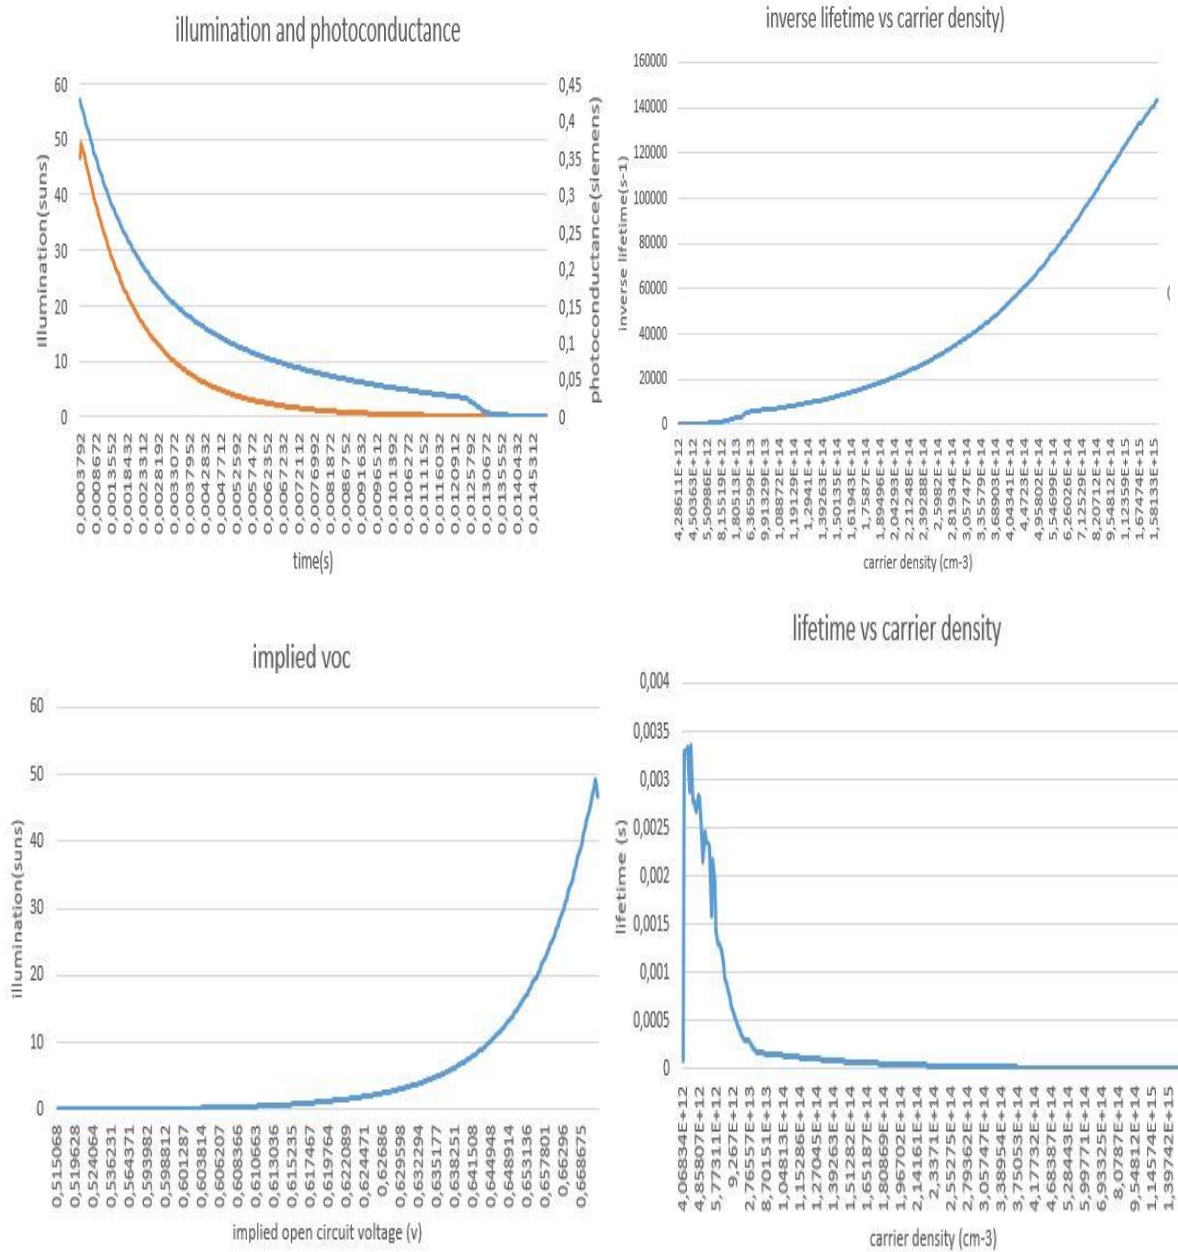 illumination and photoconductance
60
50
40
30
20
10
0
illumination(suns)
0,45
0,4
0,35
0,3
0,25
0,2
0,15
0,1
0,05
0
photoconductance(siemens)
0,0003792
0,0008672
0,0013552
0,0018432
0,0023312
0,0028192
0,0033072
0,0037952
0,0042832
0,0047712
0,0052592
0,0057472
0,0062352
0,0067232
0,0072112
0,0076992
0,0081872
0,0086752
0,0091632
0,0096512
0,0101392
0,0106272
0,0111152
0,0116032
0,0120912
0,0125792
0,0130672
0,0135552
0,0140432
0,0145312
time(s)
inverse lifetime vs carrier density)
160000
140000
120000
100000
80000
60000
40000
20000
0
inverse lifetime(s-1)
4,28611E+12
4,50363E+12
5,50986E+12
8,15519E+12
1,80513E+13
6,36599E+13
9,91329E+13
1,08872E+14
1,19129E+14
1,2941E+14
1,39263E+14
1,50135E+14
1,61943E+14
1,75587E+14
1,89496E+14
2,04293E+14
2,21248E+14
2,39288E+14
2,59982E+14
2,81934E+14
3,05747E+14
3,35579E+14
3,68903E+14
4,04341E+14
4,4723E+14
4,95802E+14
5,54699E+14
6,26026E+14
7,12529E+14
8,20712E+14
9,54812E+14
1,12359E+15
1,67474E+15
1,58133E+15
carrier density (cm-3)
(
implied voc
60
50
40
30
20
10
0
illumination(suns)
0,515068
0,519628
0,524064
0,536231
0,564371
0,593982
0,598812
0,601287
0,603814
0,606207
0,608366
0,610663
0,613036
0,615235
0,617467
0,619764
0,622089
0,624471
0,62686
0,629598
0,632294
0,635177
0,638251
0,641508
0,644948
0,648914
0,653136
0,657801
0,66296
0,668675
implied open circuit voltage (v)
lifetime vs carrier density
0,004
0,0035
0,003
0,0025
0,002
0,0015
0,001
0,0005
0
lifetime (s)
4,06834E+12
4,85807E+12
5,7731E+12
9,267E+12
2,76557E+13
8,70151E+13
1,04813E+14
1,15286E+14
1,27045E+14
1,39263E+14
1,51282E+14
1,65187E+14
1,80869E+14
1,96702E+14
2,14161E+14
2,3371E+14
2,55275E+14
2,79362E+14
3,05747E+14
3,38954E+14
3,75053E+14
4,17732E+14
4,68387E+14
5,28443E+14
5,99771E+14
6,93325E+14
8,0787E+14
9,54812E+14
1,14574E+15
1,39742E+15
carrier density (cm-3)